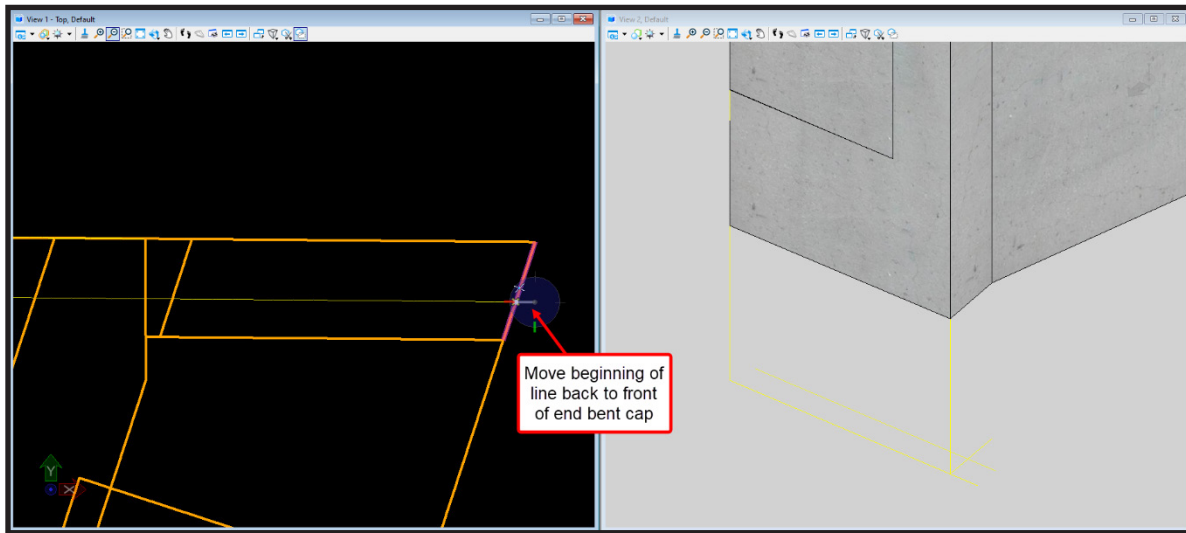 View 1 - Top, Default
View 2, Default
Move beginning of
line back to front
of end bent cap
Y
X